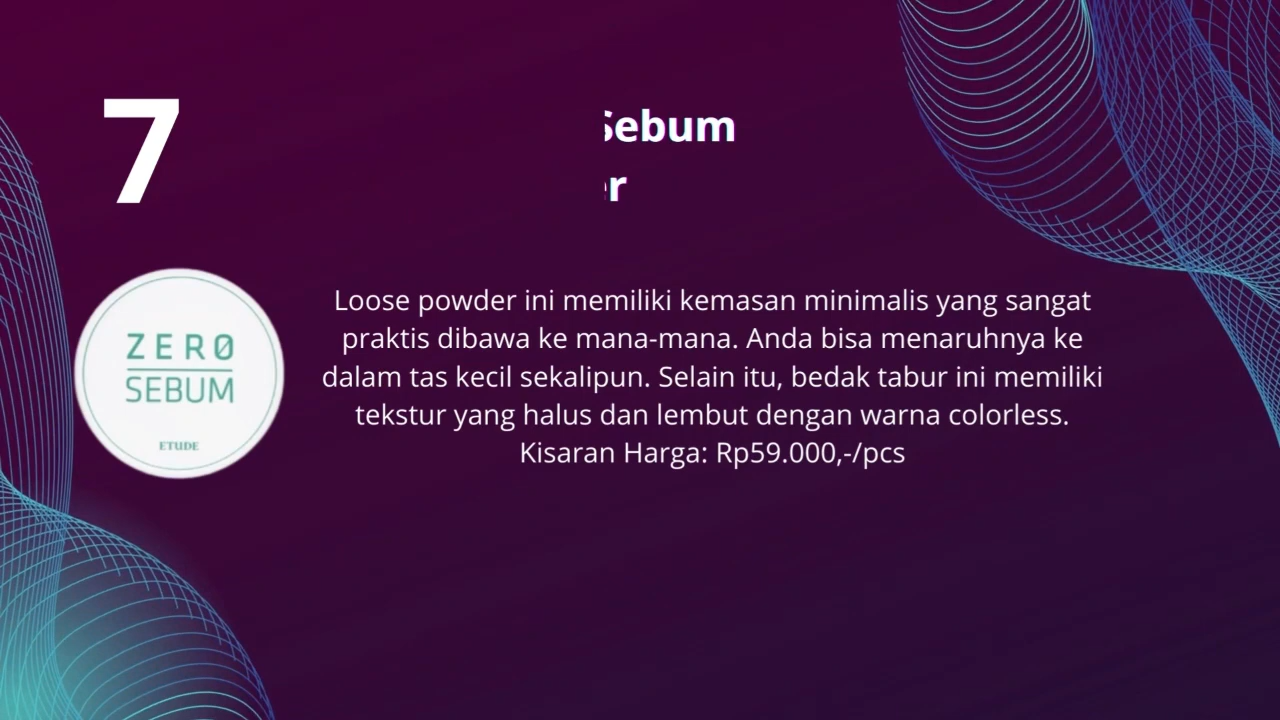 7
Sebum
er
ZERO
SEBUM
ETUDE
Loose powder ini memiliki kemasan minimalis yang sangat
praktis dibawa ke mana-mana. Anda bisa menaruhnya ke
dalam tas kecil sekalipun. Selain itu, bedak tabur ini memiliki
tekstur yang halus dan lembut dengan warna colorless.
Kisaran Harga: Rp59.000,-/pcs